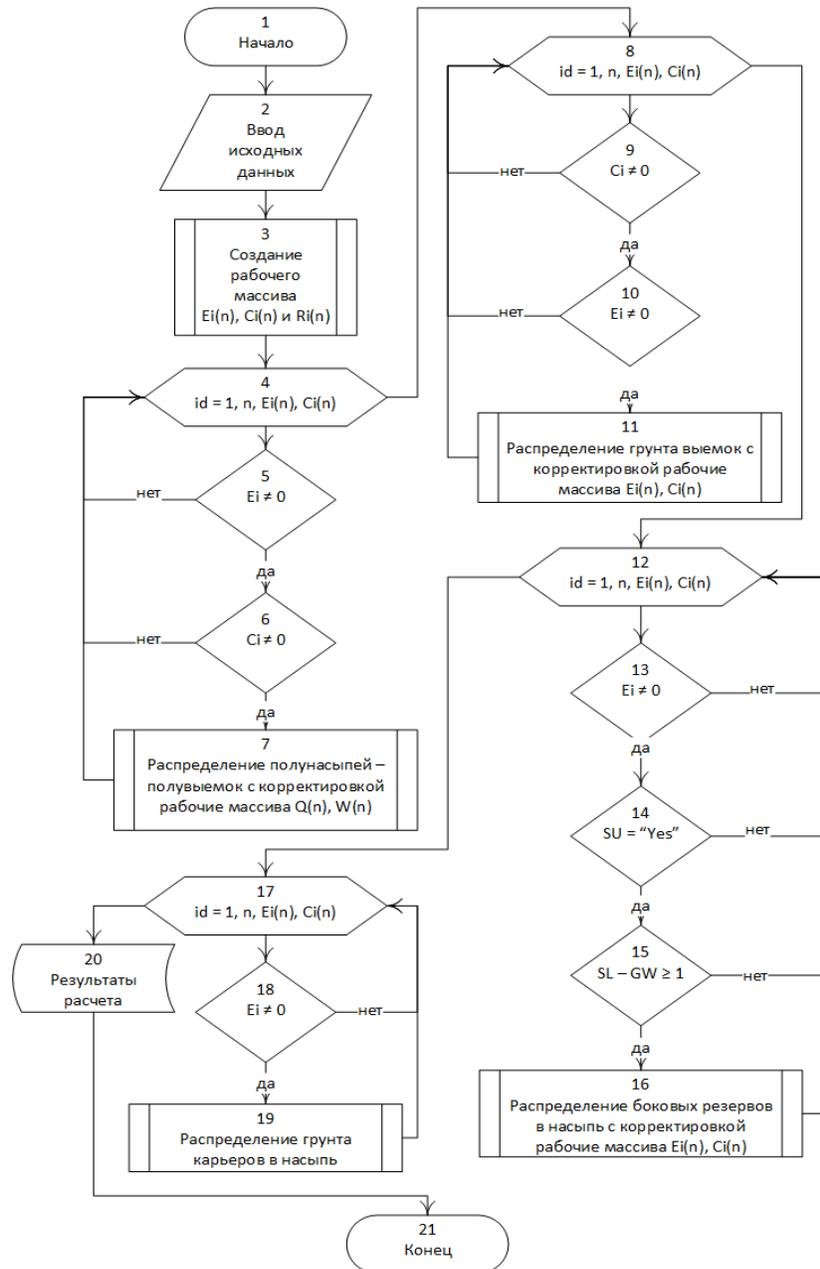 1
Начало
2
Ввод
исходных
данных
3
Создание
рабочего
массива
Ei(n), Ci(n) и Ri(n)
4
id = 1, n, Ei(n), Ci(n)
5
Ei ≠ 0
нет
да
6
Ci ≠ 0
нет
да
7
Распределение полунасыпей –
полувыемок с корректировкой
рабочие массива Q(n), W(n)
8
id = 1, n, Ei(n), Ci(n)
9
Ci ≠ 0
нет
да
10
Ei ≠ 0
нет
да
11
Распределение грунта выемок с
корректировкой рабочие
массива Ei(n), Ci(n)
12
id = 1, n, Ei(n), Ci(n)
13
Ei ≠ 0
нет
да
14
SU = “Yes”
нет
да
15
SL – GW ≥ 1
нет
да
16
Распределение боковых резервов
в насыпь с корректировкой
рабочие массива Ei(n), Ci(n)
17
id = 1, n, Ei(n), Ci(n)
18
Ei ≠ 0
нет
да
19
Распределение грунта
карьеров в насыпь
20
Результаты
расчета
21
Конец